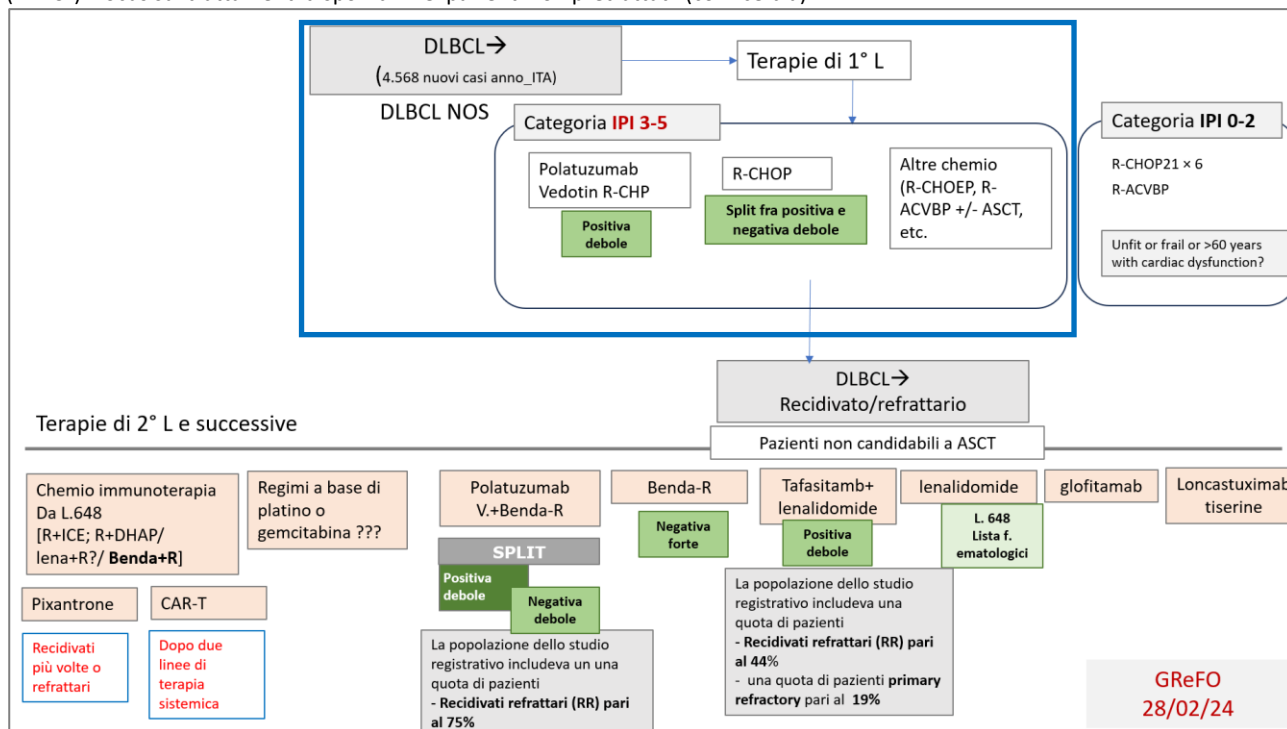 DLBCL→
(4.568 nuovi casi anno_ITA)
Terapie di 1° L
DLBCL NOS
Categoria IPI 3-5
Polatuzumab
Vedotin R-CHP
Positiva
debole
R-CHOP
Split fra positiva e
negativa debole
Altre chemio
(R-CHOEP, R-
ACVBP +/- ASCT,
etc.
Categoria IPI 0-2
R-CHOP21 × 6
R-ACVBP
Unfit or frail or >60 years
with cardiac dysfunction?
DLBCL→
Recidivato/refrattario
Terapie di 2° L e successive
Pazienti non candidabili a ASCT
Chemio immunoterapia
Da L.648
[R+ICE; R+DHAP/
lena+R?/ Benda+R]
Regimi a base di
platino o
gemcitabina ???
Pixantrone
Recidivati
più volte o
refrattari
CAR-T
Dopo due
linee di
terapia
sistemica
Polatuzumab
V.+Benda-R
SPLIT
Positiva
debole
Negativa
debole
La popolazione dello studio
registrativo includeva un una
quota di pazienti
- Recidivati refrattari (RR) pari
al 75%
Benda-R
Negativa
forte
Tafasitamb+
lenalidomide
Positiva
debole
La popolazione dello studio
registrativo includeva una
quota di pazienti
- Recidivati refrattari (RR) pari
al 44%
- una quota di pazienti primary
refractory pari al 19%
lenalidomide
L. 648
Lista f.
ematologici
glofitamab
Loncastuximab
tiserine
GReFO
28/02/24